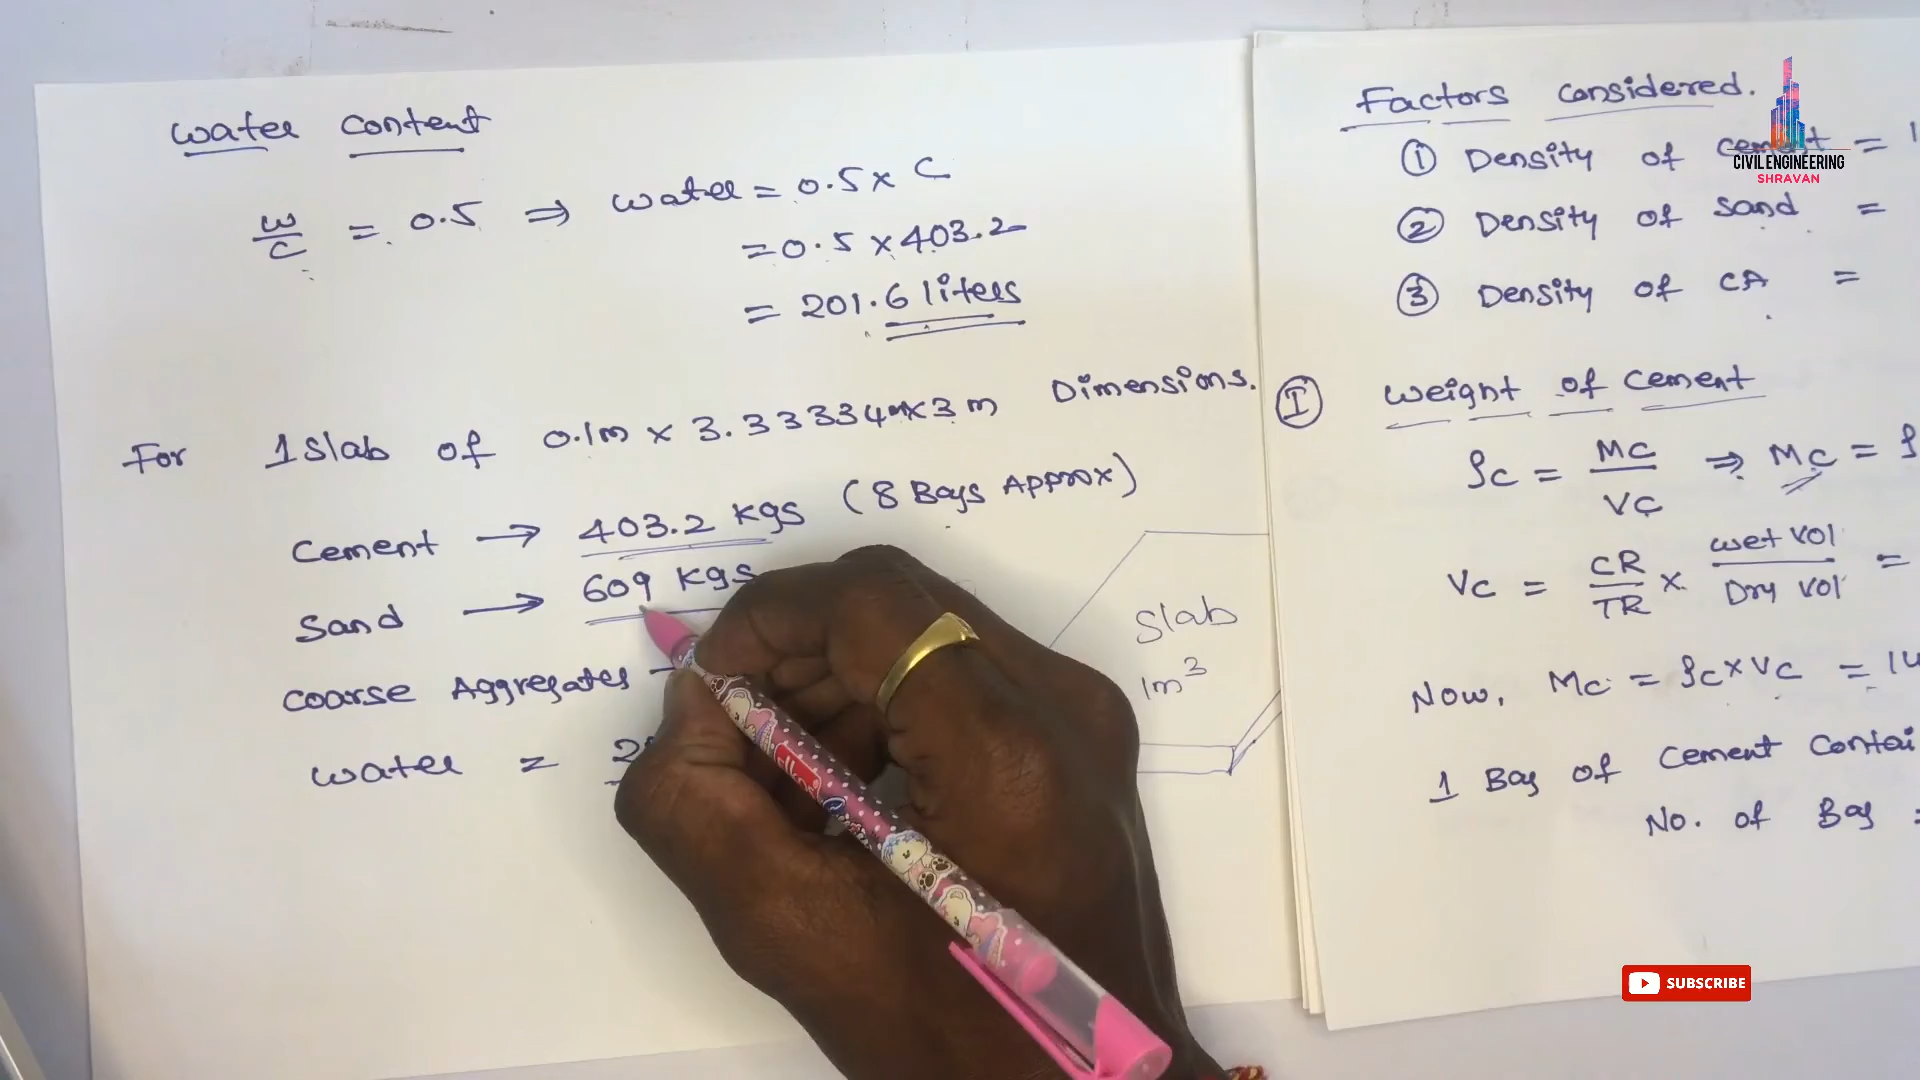 Water Content
W/C = 0.5 ⇒ Water = 0.5 x C
= 0.5 x 403.2
= 201.6 liters
For 1 Slab of 0.1m x 3.33334m x 3m Dimensions.
Cement → 403.2 Kgs (8 Bags Approx)
Sand → 609 Kgs
Coarse Aggregates
Water =
Slab
1m³
Factors Considered.
① Density of Cement =
② Density of Sand =
③ Density of CA =
Ⓘ Weight of Cement
ρc = Mc/Vc ⇒ Mc =
Vc = CR/TR x Wet Vol/Dry Vol =
Now, Mc = ρc x Vc =
1 Bag of Cement
No. of Bag
CIVIL ENGINEERING
SHRAVAN
SUBSCRIBE